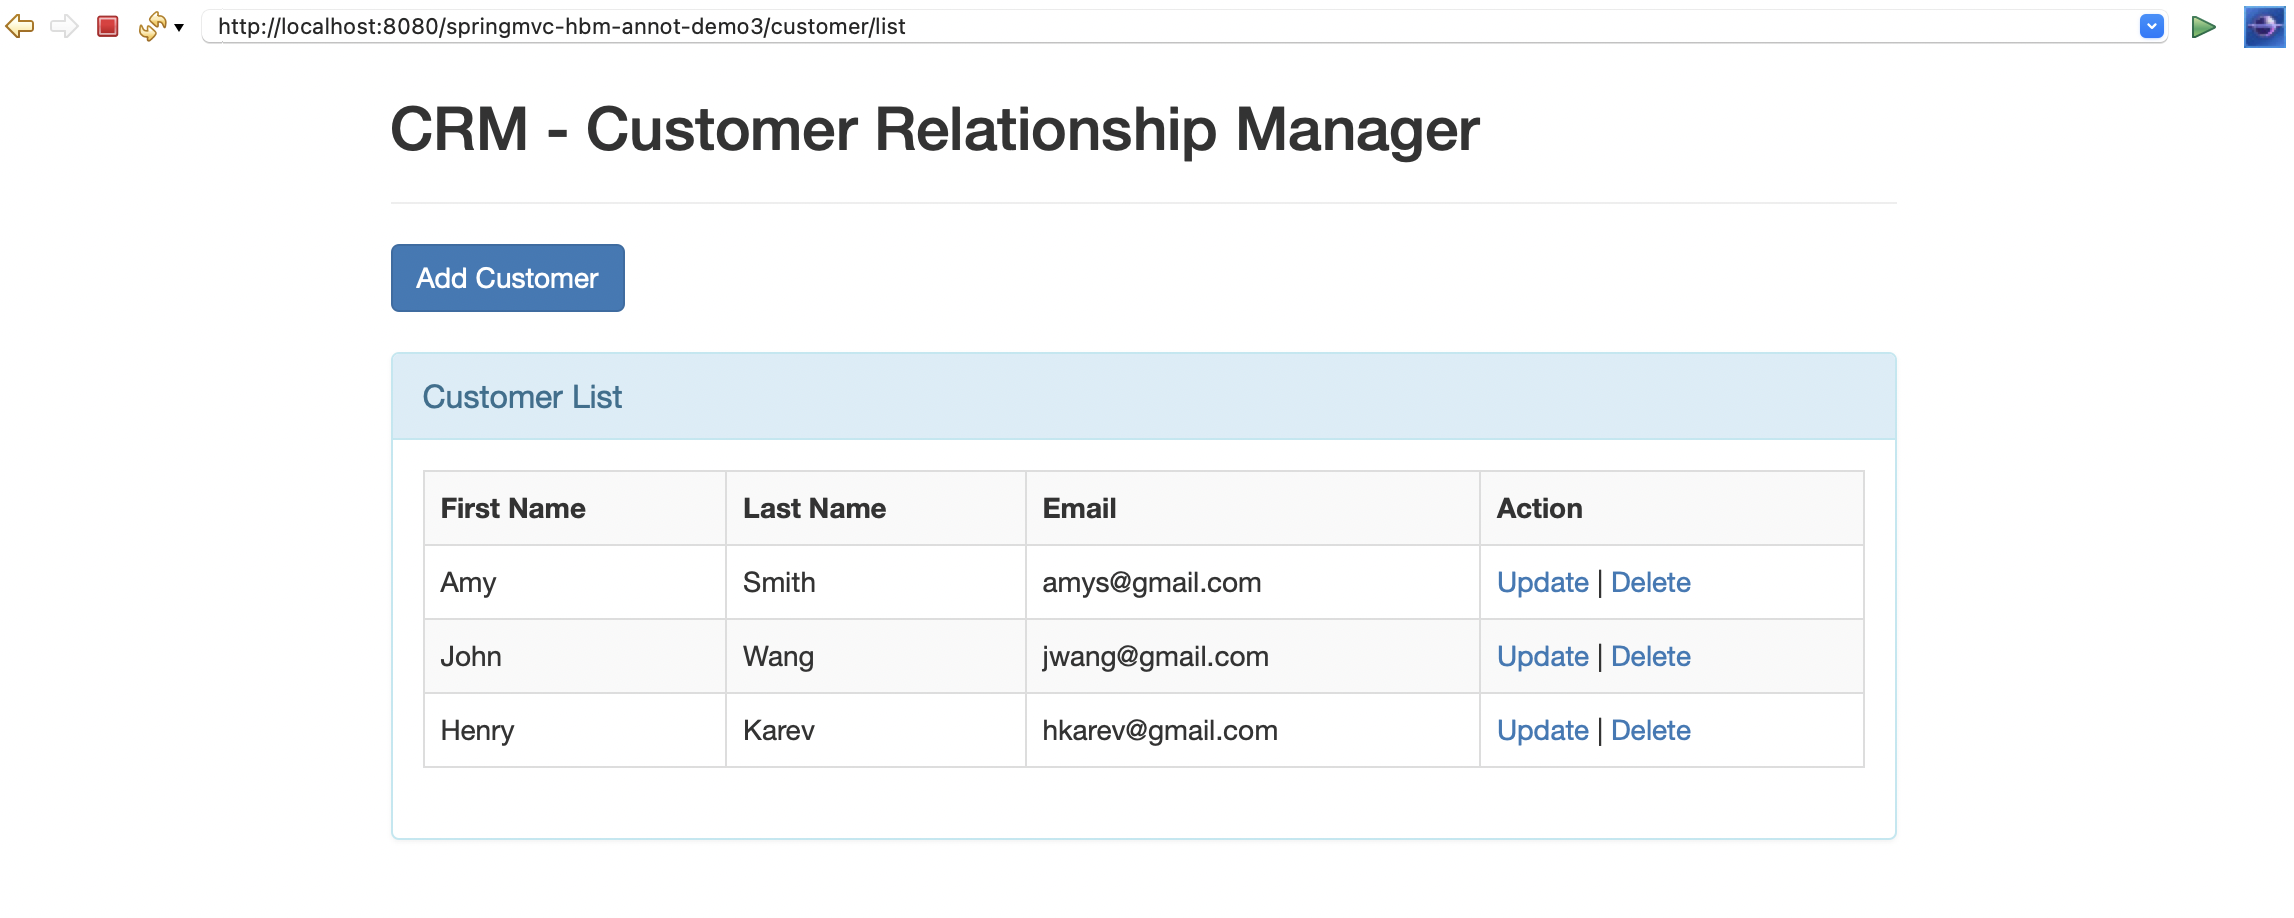 http://localhost:8080/springmvc-hbm-annot-demo3/customer/list
CRM - Customer Relationship Manager
Add Customer
Customer List
First Name Last Name Email Action
Amy Smith amys@gmail.com Update | Delete
John Wang jwang@gmail.com Update | Delete
Henry Karev hkarev@gmail.com Update | Delete